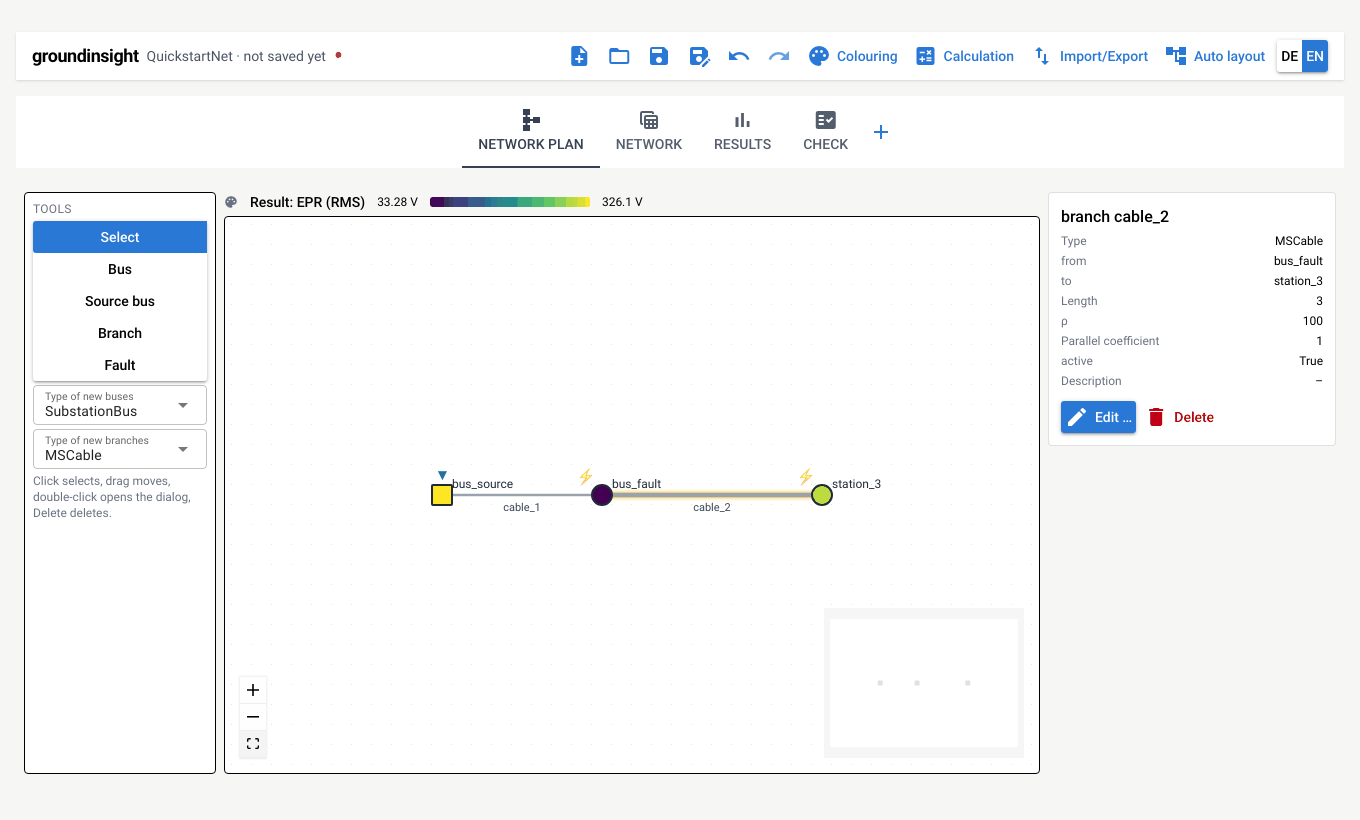 groundinsight QuickstartNet · not saved yet
Colouring
Calculation
Import/Export
Auto layout
DE EN
NETWORK PLAN
NETWORK
RESULTS
CHECK
TOOLS
Select
Bus
Source bus
Branch
Fault
Type of new buses
SubstationBus
Type of new branches
MSCable
Click selects, drag moves,
double-click opens the dialog,
Delete deletes.
Result: EPR (RMS) 33.28 V 326.1 V
bus_source
bus_fault
station_3
cable_1
cable_2
branch cable_2
Type MSCable
from bus_fault
to station_3
Length 3
ρ 100
Parallel coefficient 1
active True
Description –
Edit ...
Delete